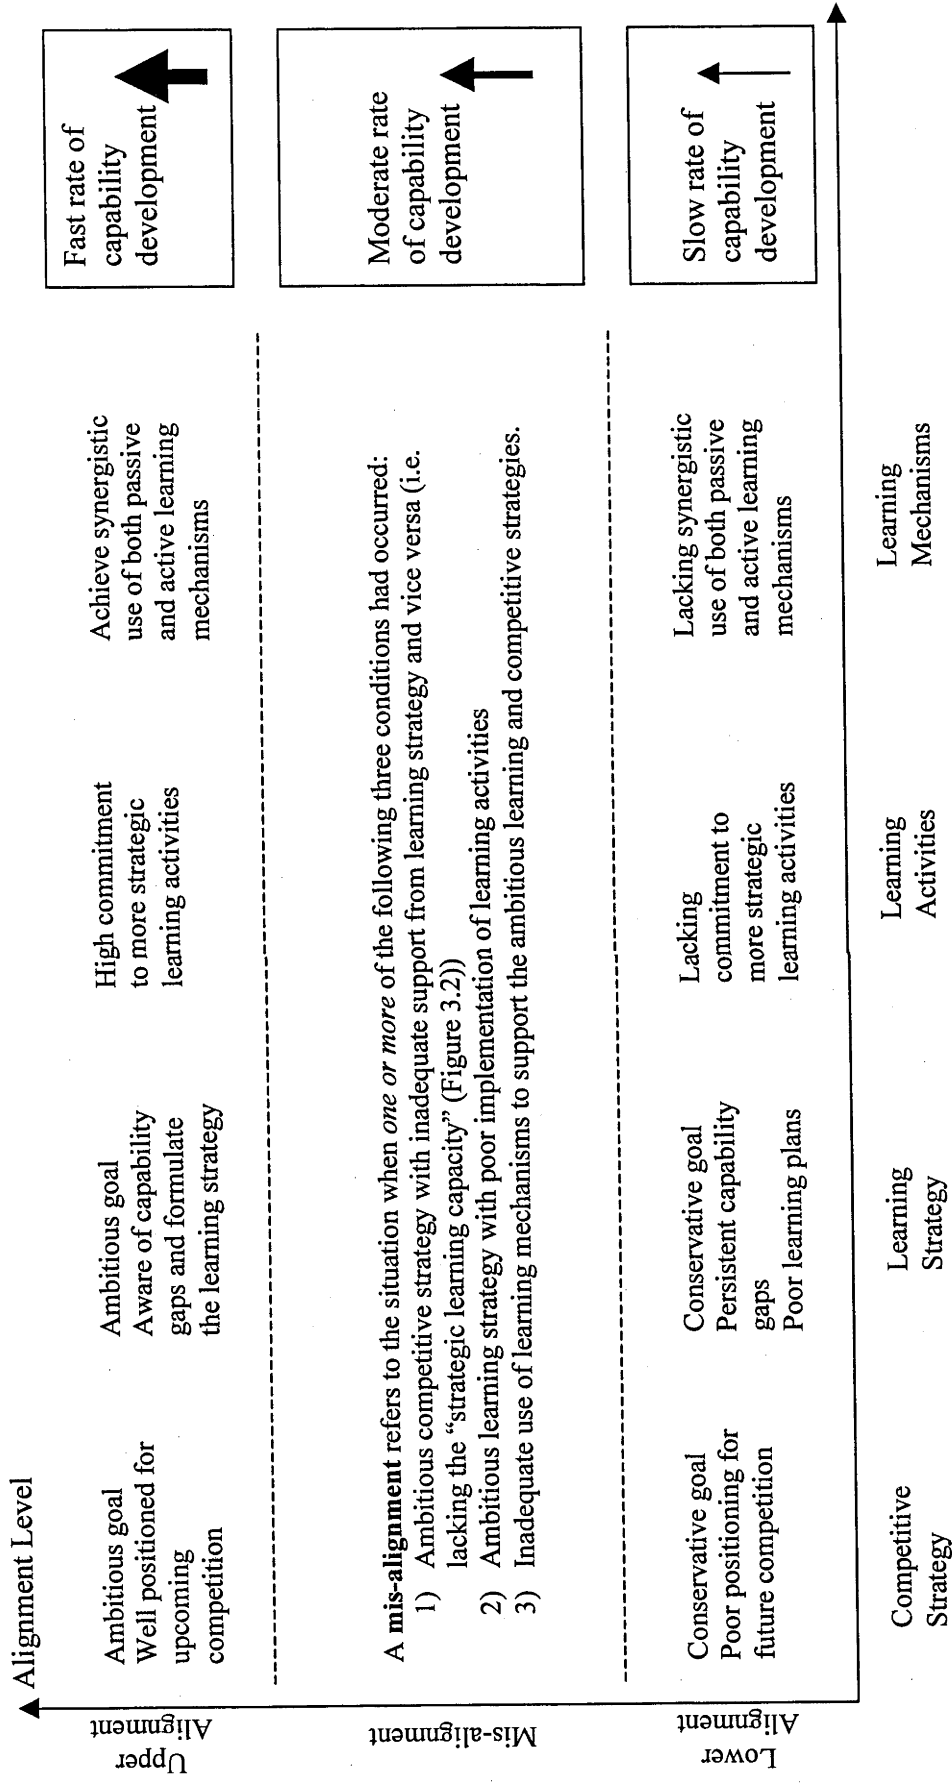 Alignment Level
Upper
Alignment
Ambitious goal
Well positioned for
upcoming
competition
Ambitious goal
Aware of capability
gaps and formulate
the learning strategy
High commitment
to more strategic
learning activities
Achieve synergistic
use of both passive
and active learning
mechanisms
Fast rate of
capability
development
Mis-alignment
A mis-alignment refers to the situation when one or more of the following three conditions had occurred:
1) Ambitious competitive strategy with inadequate support from learning strategy and vice versa (i.e.
lacking the “strategic learning capacity” (Figure 3.2))
2) Ambitious learning strategy with poor implementation of learning activities
3) Inadequate use of learning mechanisms to support the ambitious learning and competitive strategies.
Moderate rate
of capability
development
Lower
Alignment
Conservative goal
Poor positioning for
future competition
Conservative goal
Persistent capability
gaps
Poor learning plans
Lacking
commitment to
more strategic
learning activities
Lacking synergistic
use of both passive
and active learning
mechanisms
Slow rate of
capability
development
Competitive
Strategy
Learning
Strategy
Learning
Activities
Learning
Mechanisms